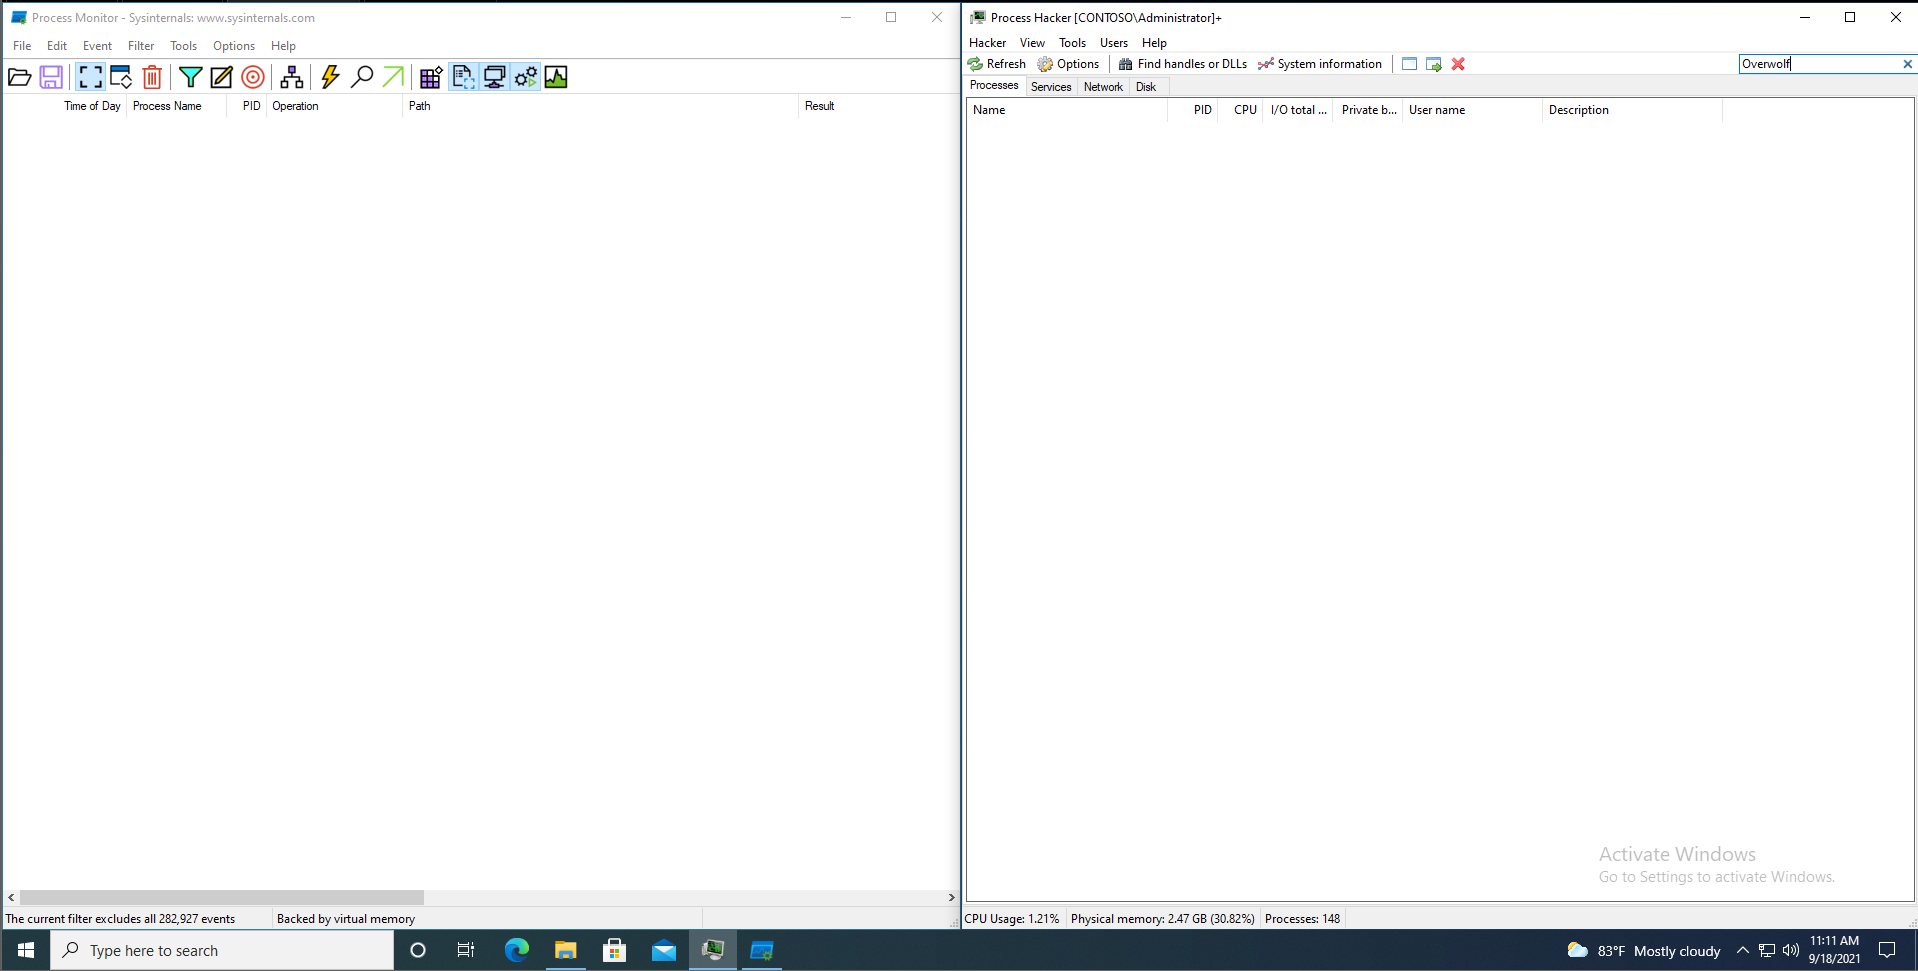 Process Monitor - Sysinternals: www.sysinternals.com
File Edit Event Filter Tools Options Help
Time of Day Process Name PID Operation Path Result
The current filter excludes all 282,927 events Backed by virtual memory
Process Hacker [CONTOSO\Administrator]+
Hacker View Tools Users Help
Refresh Options Find handles or DLLs System information Overwolf
Processes Services Network Disk
Name PID CPU I/O total ... Private b... User name Description
Activate Windows
Go to Settings to activate Windows.
CPU Usage: 1.21% Physical memory: 2.47 GB (30.82%) Processes: 148
Type here to search
83°F Mostly cloudy
11:11 AM
9/18/2021